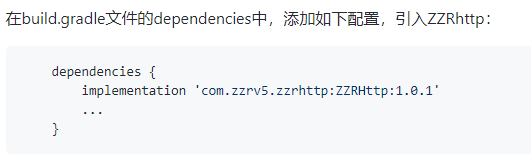 在build.gradle文件的dependencies中，添加如下配置，引入ZZRhttp：
dependencies {
    implementation 'com.zzrv5.zzrhttp:ZZRHttp:1.0.1'
    ...
}